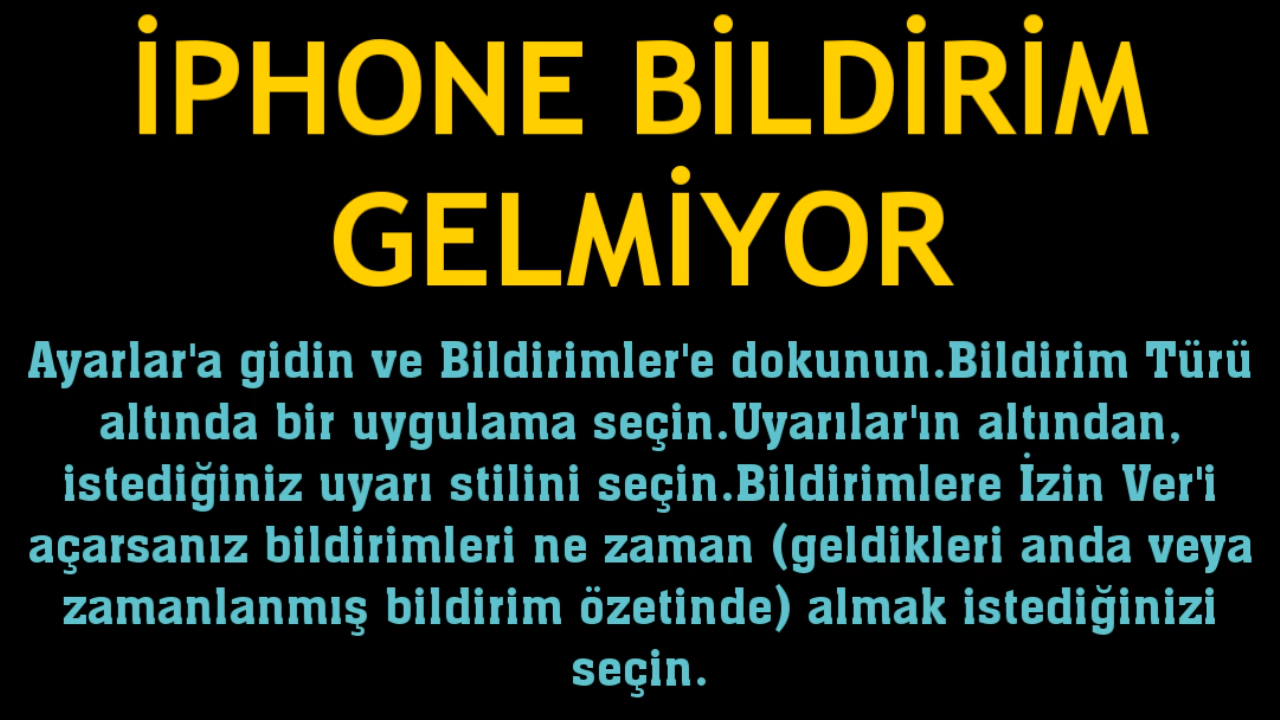 İPHONE BİLDİRİM
GELMİYOR
Ayarlar'a gidin ve Bildirimler'e dokunun.Bildirim Türü
altında bir uygulama seçin.Uyarılar'ın altından,
istediğiniz uyarı stilini seçin.Bildirimlere İzin Ver'i
açarsanız bildirimleri ne zaman (geldikleri anda veya
zamanlanmış bildirim özetinde) almak istediğinizi
seçin.